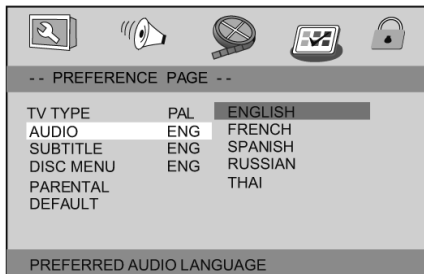 -- PREFERENCE PAGE --
TV TYPE PAL ENGLISH
AUDIO ENG FRENCH
SUBTITLE ENG SPANISH
DISC MENU ENG RUSSIAN
PARENTAL THAI
DEFAULT
PREFERRED AUDIO LANGUAGE